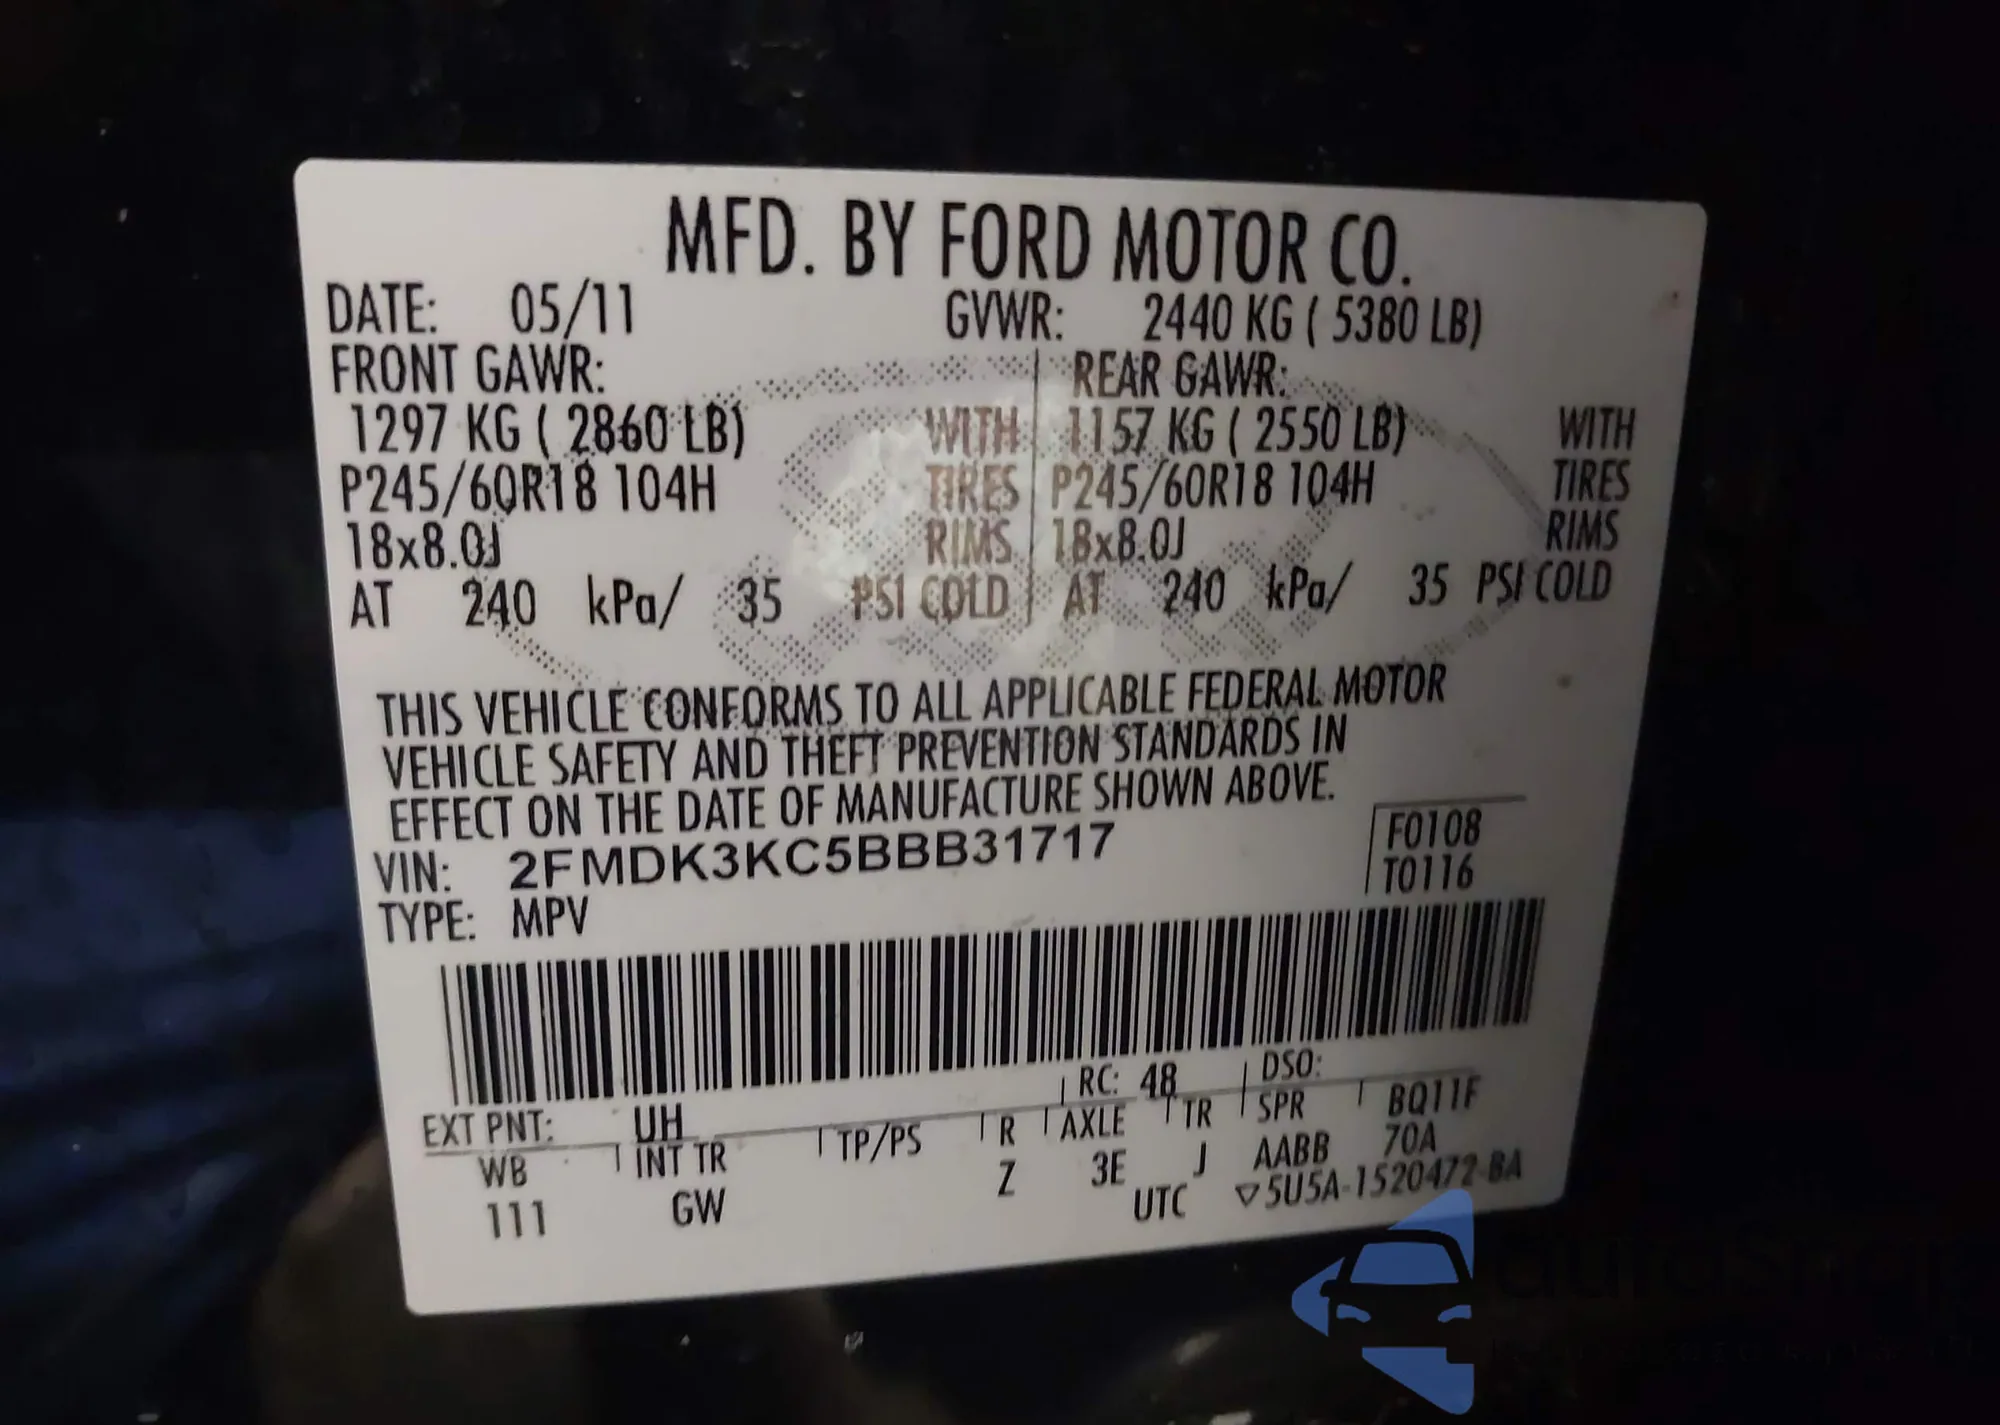 MFD. BY FORD MOTOR CO.
DATE: 05/11 GVWR: 2440 KG ( 5380 LB)
FRONT GAWR: REAR GAWR:
1297 KG ( 2860 LB) WITH 1157 KG ( 2550 LB) WITH
P245/60R18 104H TIRES P245/60R18 104H TIRES
18x8.0J RIMS 18x8.0J RIMS
AT 240 kPa/ 35 PSI COLD AT 240 kPa/ 35 PSI COLD
THIS VEHICLE CONFORMS TO ALL APPLICABLE FEDERAL MOTOR
VEHICLE SAFETY AND THEFT PREVENTION STANDARDS IN
EFFECT ON THE DATE OF MANUFACTURE SHOWN ABOVE.
VIN: 2FMDK3KC5BBB31717
F0108
T0116
TYPE: MPV
EXT PNT: UH RC: 48 DSO:
WB INT TR TP/PS R AXLE TR SPR BQ11F
111 GW Z 3E J AABB 70A
UTC ▽5U5A-1520472-BA